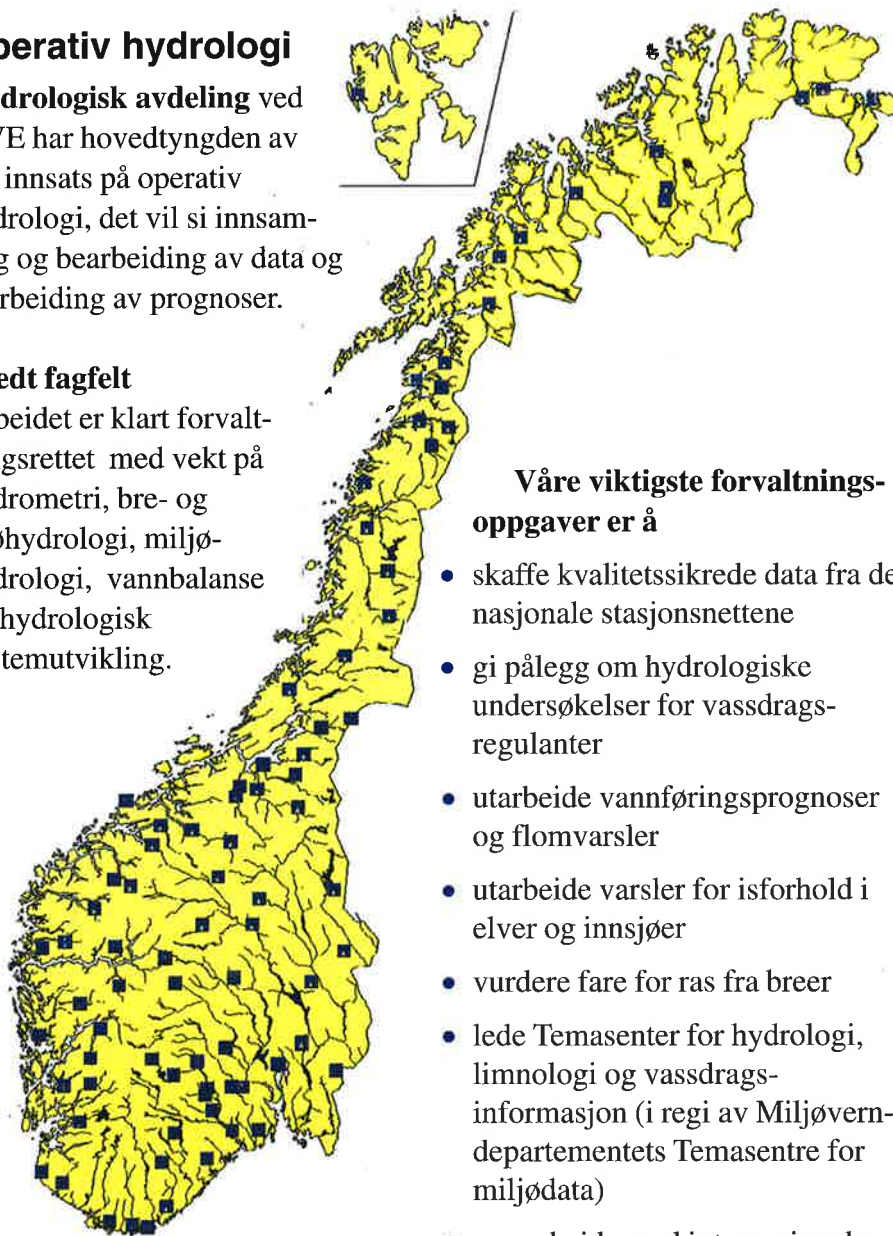 perativ hydrologi
drologisk avdeling ved
VE har hovedtyngden av
innsats på operativ
drologi, det vil si innsam-
g og bearbeiding av data og
rbeiding av prognoser.
edt fagfelt
beidet er klart forvalt-
gsrettet med vekt på
drometri, bre- og
øhydrologi, miljø-
drologi, vannbalanse
hydrologisk
temutvikling.
Våre viktigste forvaltnings-
oppgaver er å
• skaffe kvalitetssikrede data fra de
nasjonale stasjonsnettene
• gi pålegg om hydrologiske
undersøkelser for vassdrags-
regulanter
• utarbeide vannføringsprognoser
og flomvarsler
• utarbeide varsler for isforhold i
elver og innsjøer
• vurdere fare for ras fra breer
• lede Temasenter for hydrologi,
limnologi og vassdrags-
informasjon (i regi av Miljøvern-
departementets Temasentre for
miljødata)